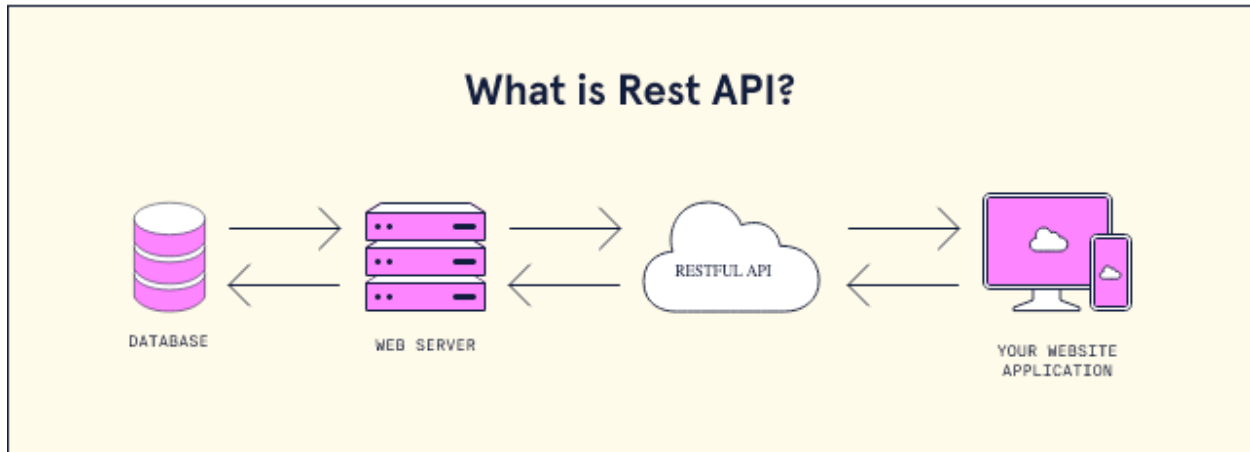 What is Rest API?
RESTFUL API
DATABASE
WEB SERVER
YOUR WEBSITE
APPLICATION